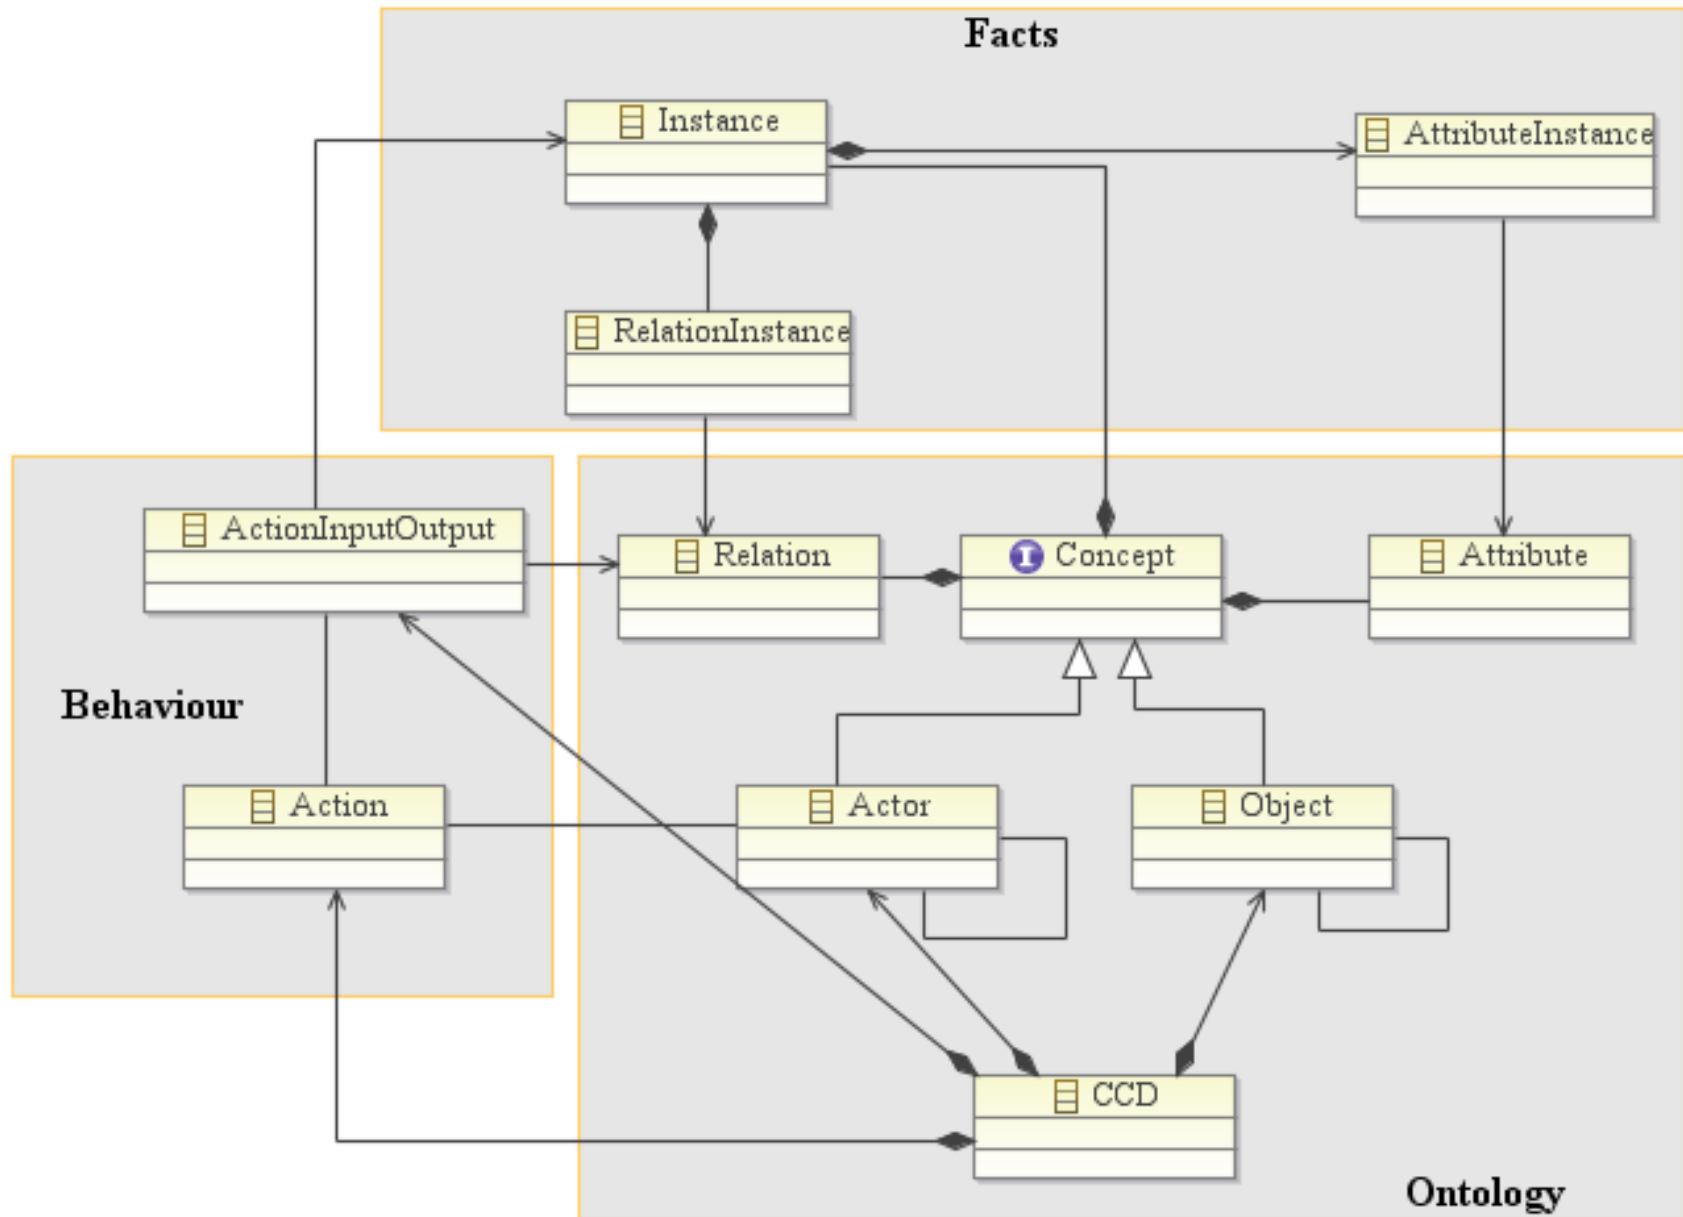 Facts
Instance
AttributeInstance
RelationInstance
ActionInputOutput
Relation
I
Concept
Attribute
Behaviour
Action
Actor
Object
CCD
Ontology